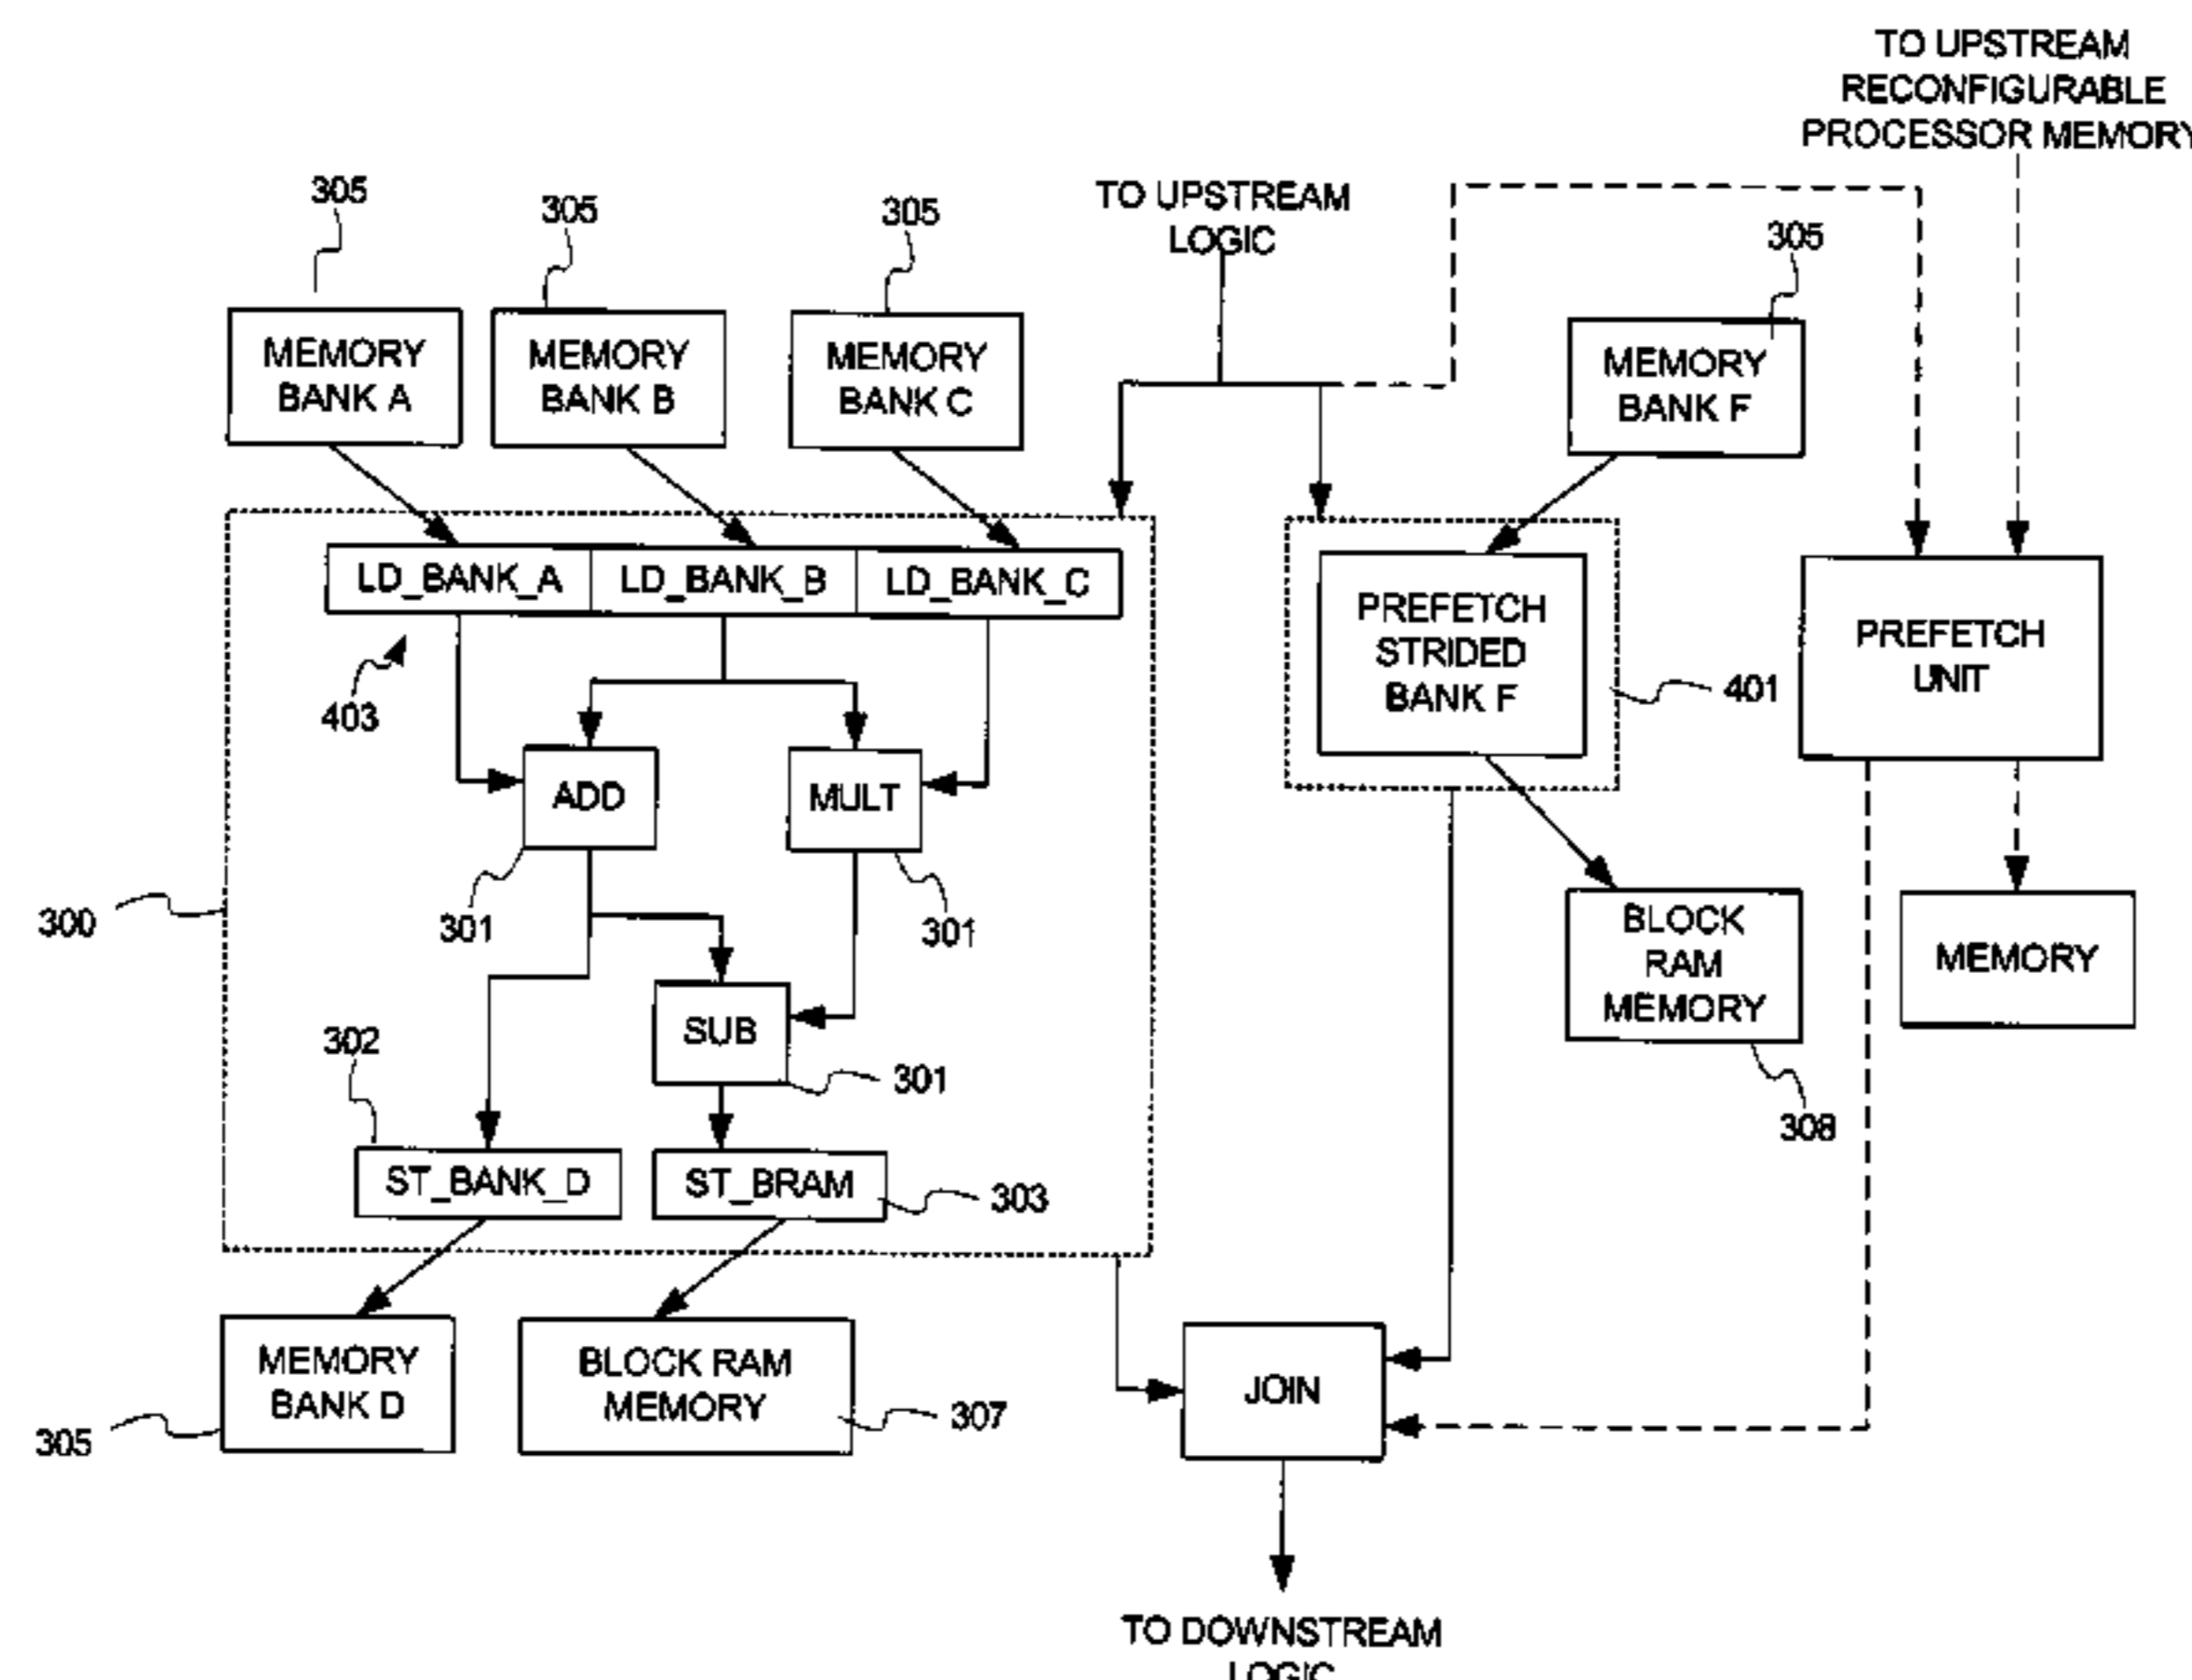 TO UPSTREAM
RECONFIGURABLE
PROCESSOR MEMORY
TO UPSTREAM
LOGIC
305
305
305
305
MEMORY
BANK A
MEMORY
BANK B
MEMORY
BANK C
MEMORY
BANK F
LD_BANK_A
LD_BANK_B
LD_BANK_C
403
PREFETCH
STRIDED
BANK F
401
PREFETCH
UNIT
ADD
MULT
301
301
300
SUB
301
BLOCK
RAM
MEMORY
308
MEMORY
302
ST_BANK_D
ST_BRAM
303
MEMORY
BANK D
305
BLOCK RAM
MEMORY
307
JOIN
TO DOWNSTREAM
LOGIC